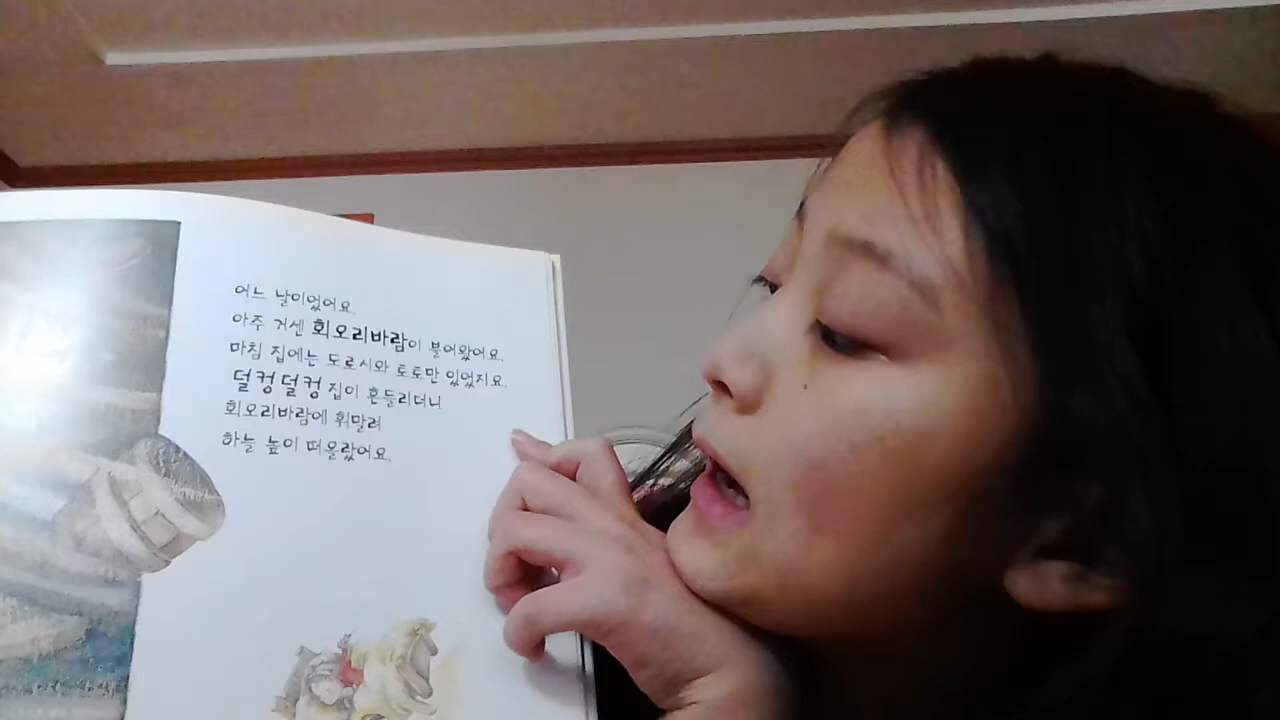 어느 날이었어요.
아주 거센 회오리바람이 불어왔어요.
마침 집에는 도로시와 토토만 있었지요.
덜컹덜컹 집이 흔들리더니
회오리바람에 휘말려
하늘 높이 떠올랐어요.